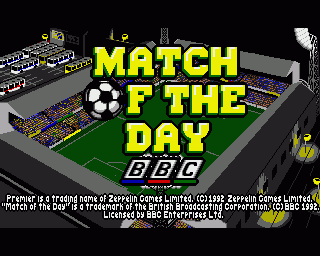 MATCH
OF THE
DAY
BBC
Premier is a trading name of Zeppelin Games Limited. (C) 1992 Zeppelin Games Limited.
"Match of the Day" is a trademark of the British Broadcasting Corporation. (C) BBC 1992.
Licensed by BBC Enterprises Ltd.